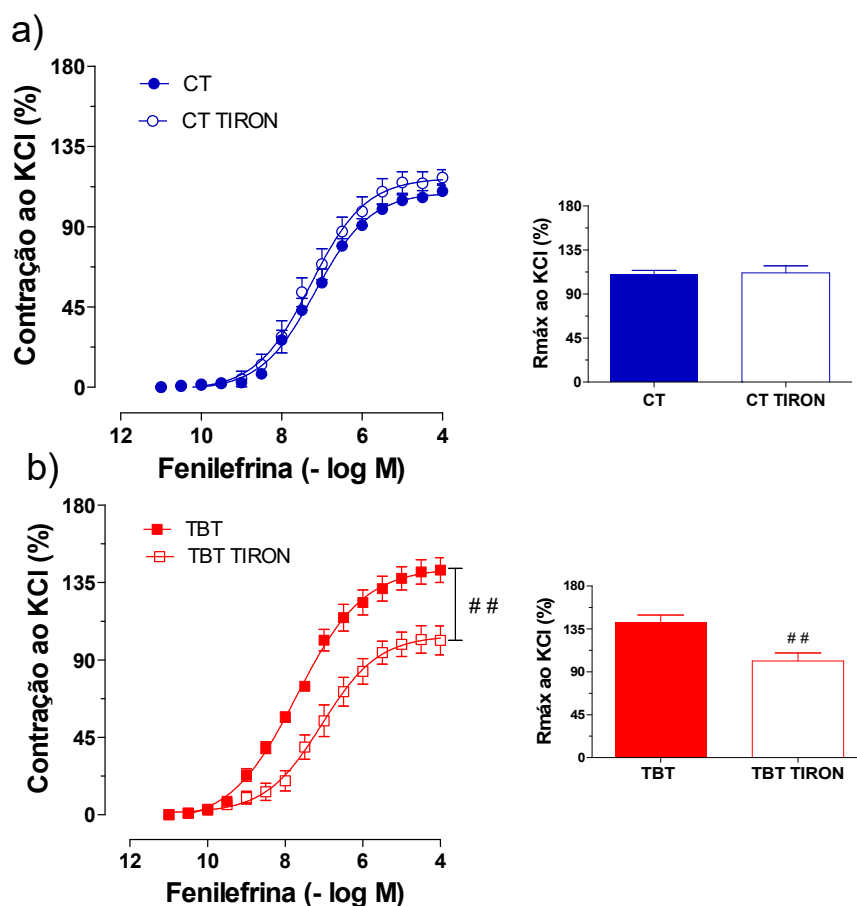 a)
Contração ao KCl (%)
180
135
90
45
0
CT
CT TIRON
12 10 8 6 4
Fenilefrina (- log M)
Rmáx ao KCl (%)
180
135
90
45
0
CT CT TIRON
b)
Contração ao KCl (%)
180
135
90
45
0
TBT
TBT TIRON
# #
12 10 8 6 4
Fenilefrina (- log M)
Rmáx ao KCl (%)
180
135
90
45
0
# #
TBT TBT TIRON